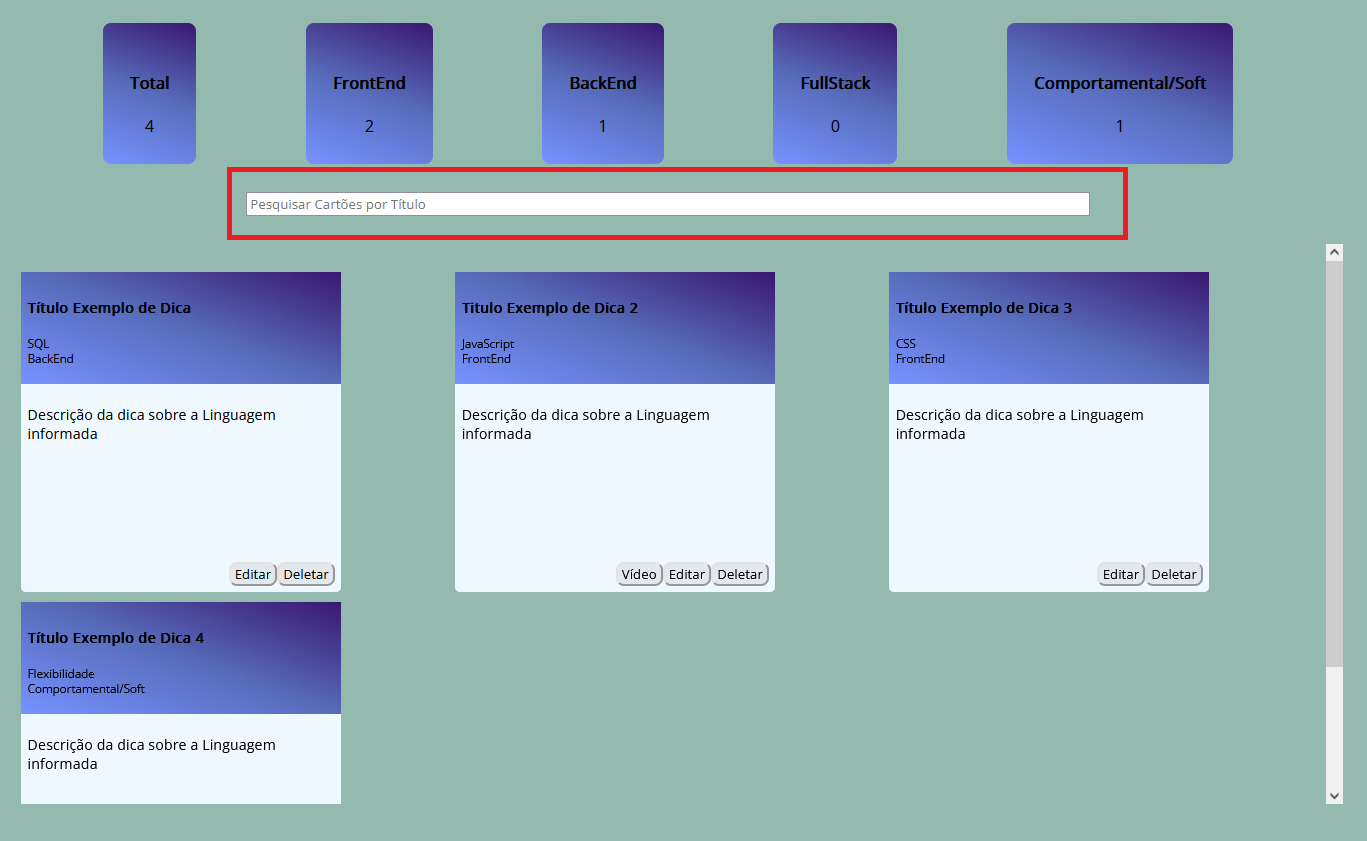 Total
4
FrontEnd
2
BackEnd
1
FullStack
0
Comportamental/Soft
1
Pesquisar Cartões por Título
Título Exemplo de Dica
SQL
BackEnd
Descrição da dica sobre a Linguagem
informada
Editar
Deletar
Título Exemplo de Dica 2
JavaScript
FrontEnd
Descrição da dica sobre a Linguagem
informada
Vídeo
Editar
Deletar
Título Exemplo de Dica 3
CSS
FrontEnd
Descrição da dica sobre a Linguagem
informada
Editar
Deletar
Título Exemplo de Dica 4
Flexibilidade
Comportamental/Soft
Descrição da dica sobre a Linguagem
informada